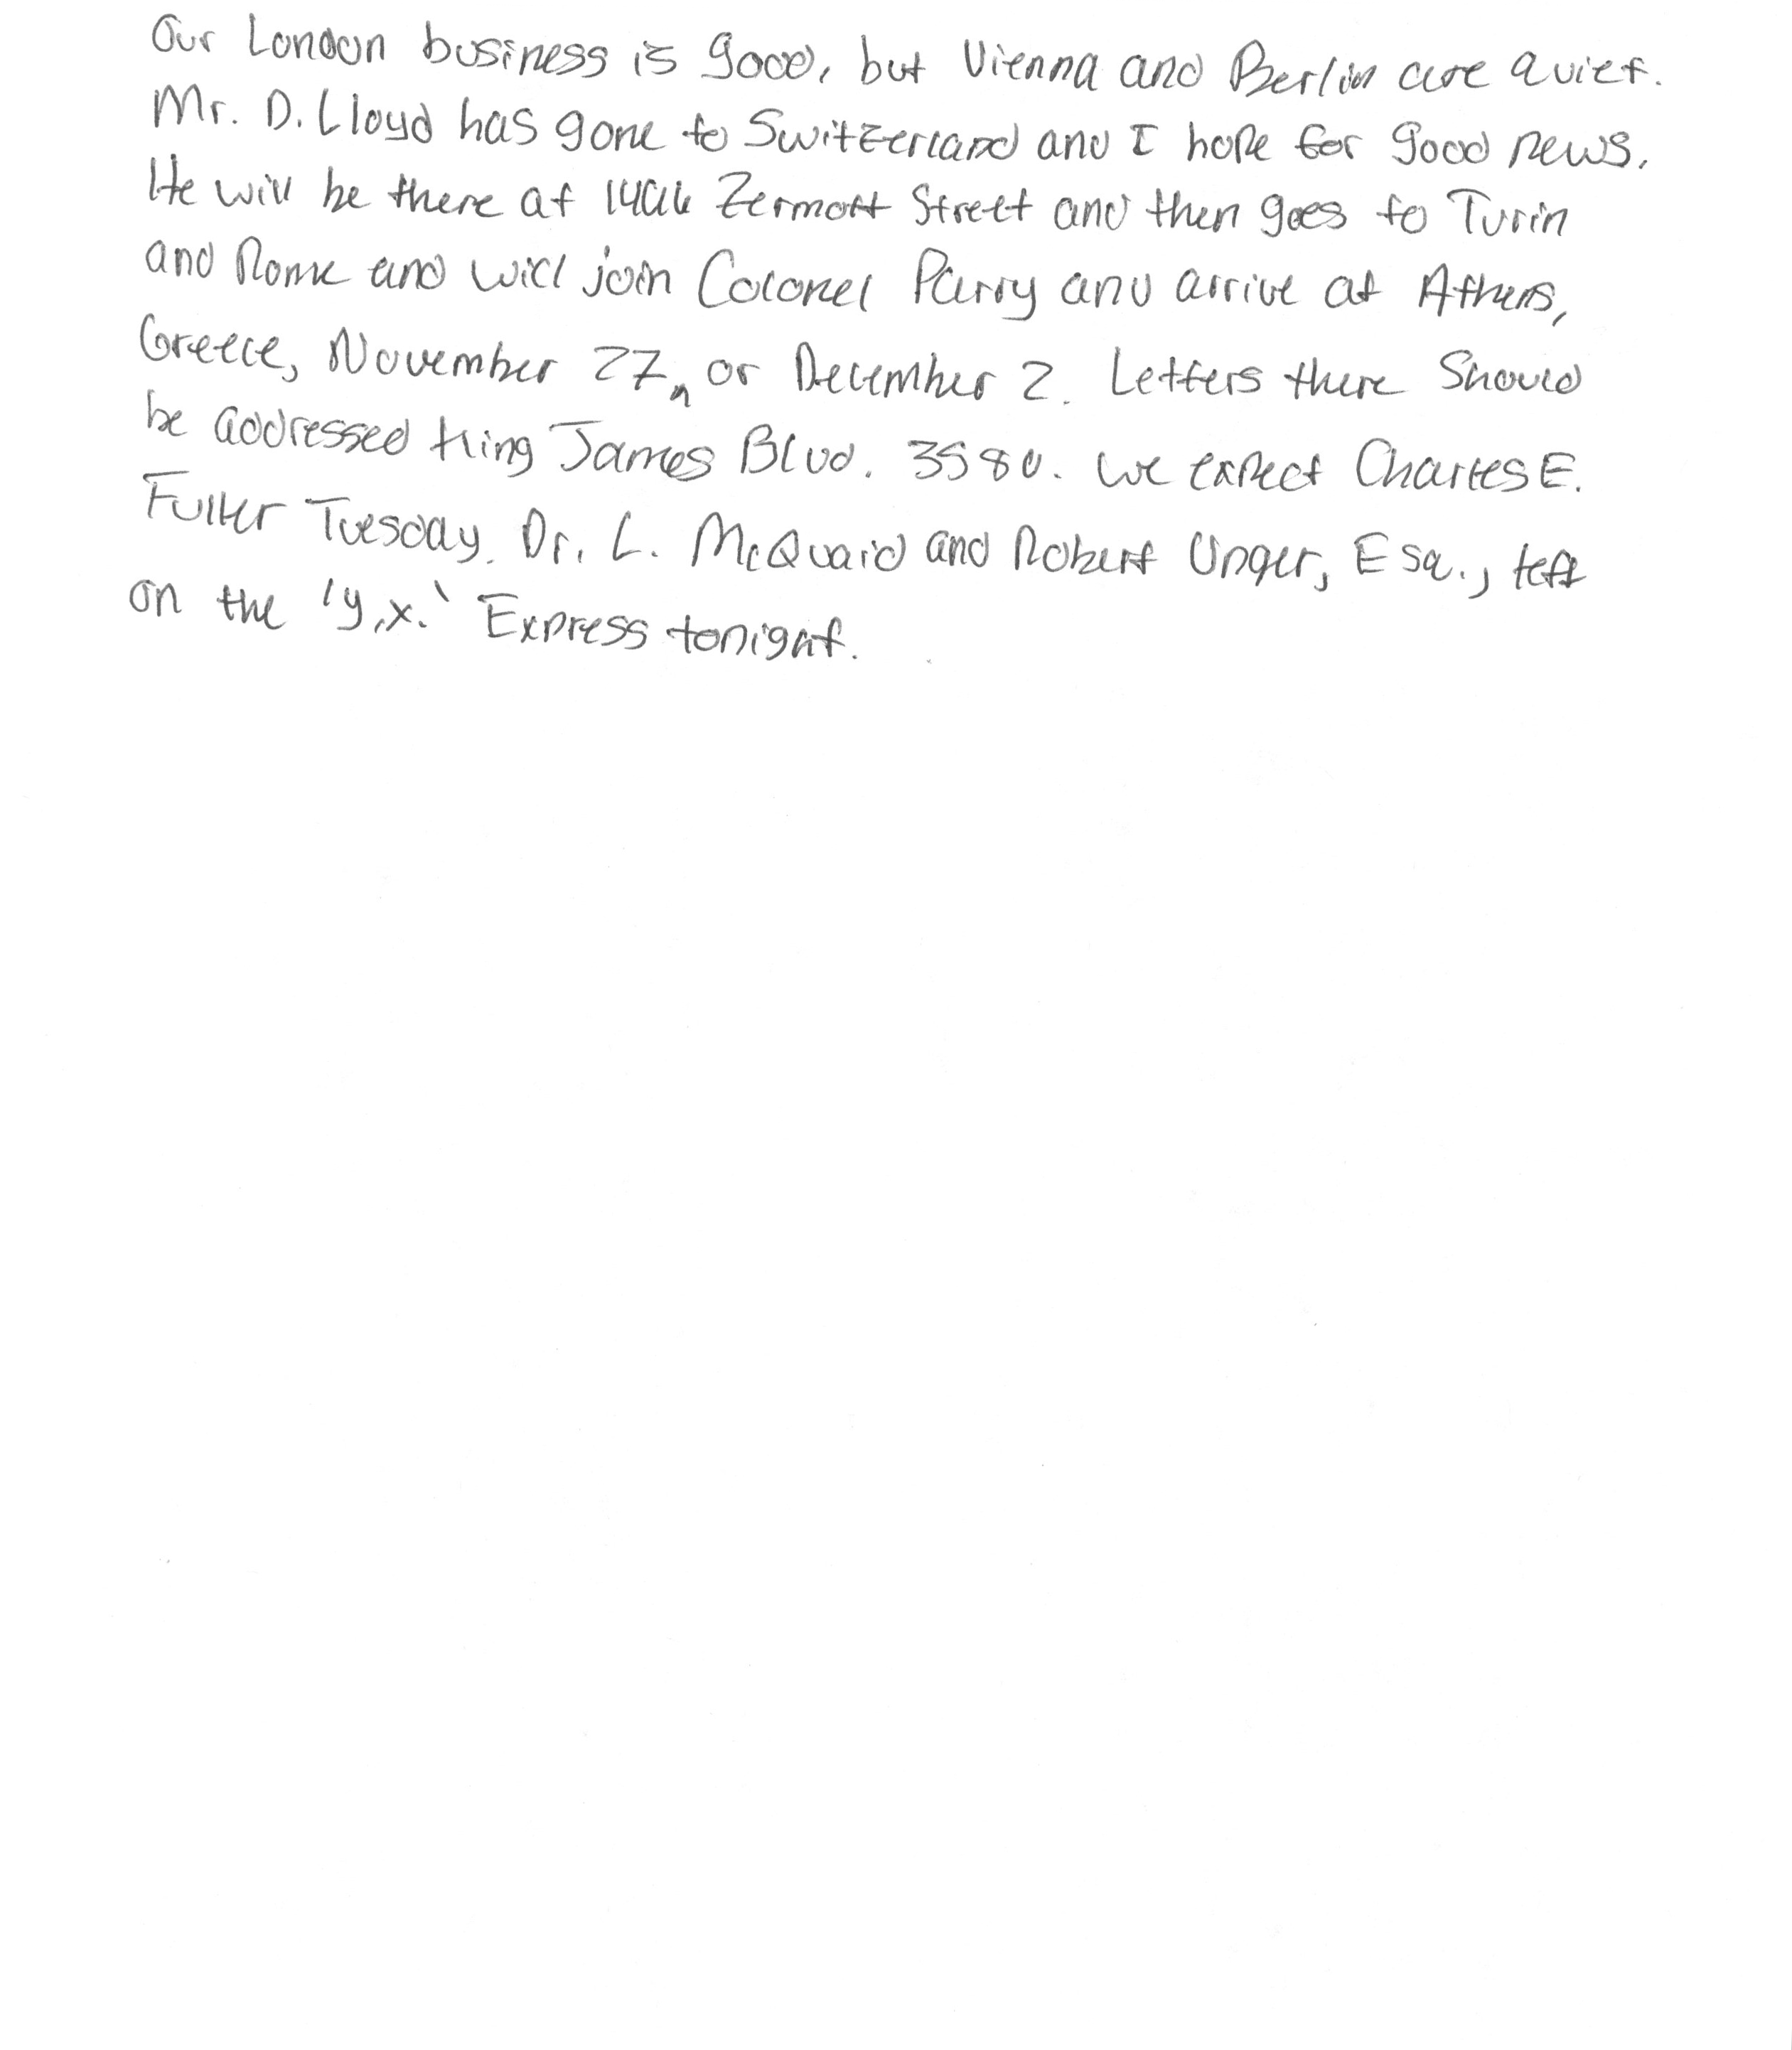 Our London business is good, but Vienna and Berlin are quiet.
Mr. D. Lloyd has gone to Switzerland and I hope for good news.
He will be there at 1496 Zermott Street and then goes to Turin
and Rome and will join Colonel Parry and arrive at Athens,
Greece, November 27, or December 2. Letters there Should
be addressed King James Blvd. 3580. We expect Charles E.
Fuller Tuesday. Dr. L. McQuaid and Robert Unger, Esq., left
on the 'y.x.' Express tonight.